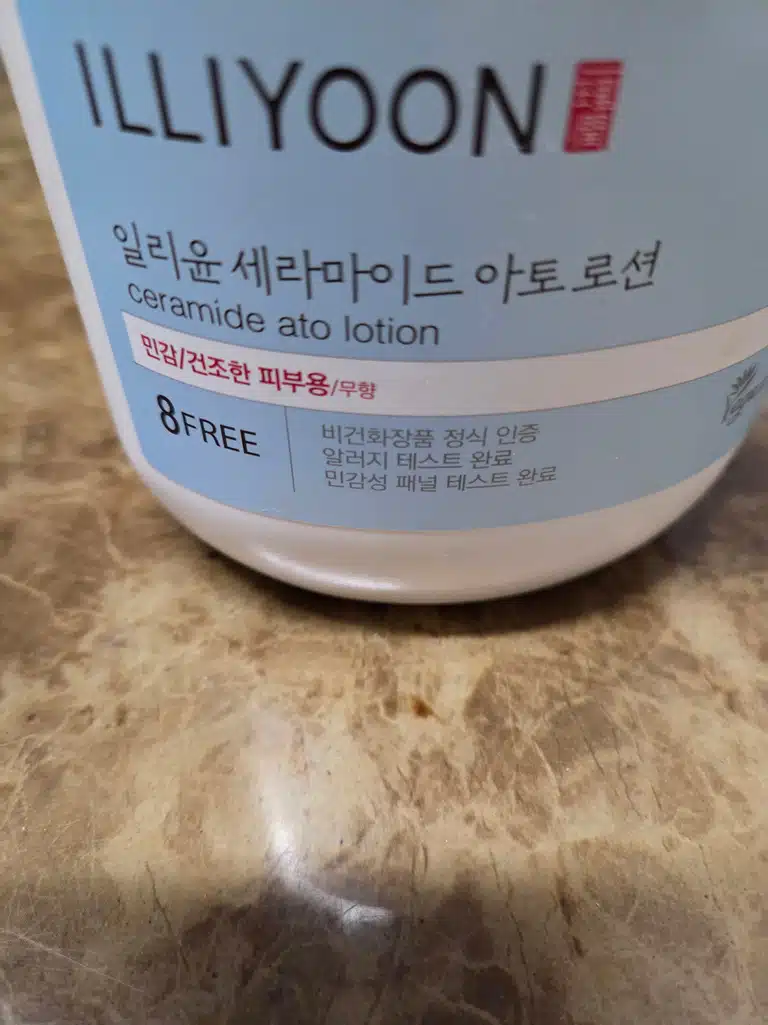 ILLIYOON
일리윤 세라마이드 아토 로션
ceramide ato lotion
민감/건조한 피부용/무향
8FREE
비건화장품 정식 인증
알러지 테스트 완료
민감성 패널 테스트 완료